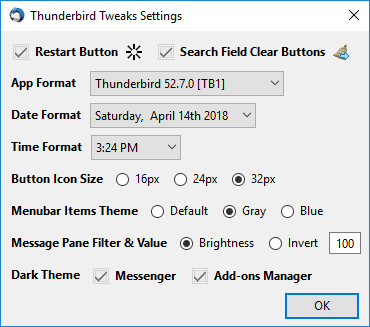 Thunderbird Tweaks Settings
Restart Button Search Field Clear Buttons
App Format Thunderbird 52.7.0 [TB1]
Date Format Saturday, April 14th 2018
Time Format 3:24 PM
Button Icon Size 16px 24px 32px
Menubar Items Theme Default Gray Blue
Message Pane Filter & Value Brightness Invert 100
Dark Theme Messenger Add-ons Manager
OK